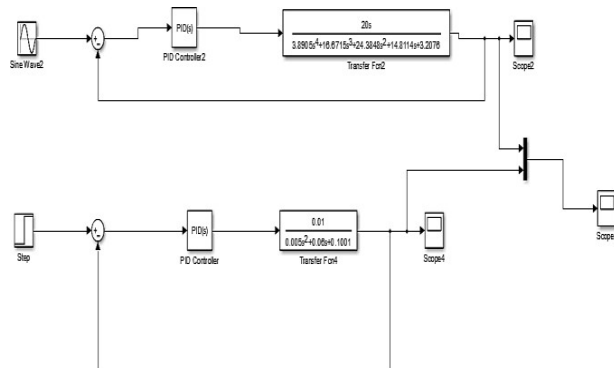 Sine Wave2
PID(s)
PID Controller2
20s
3.8905s⁴+16.6715s³+24.3848s²+14.8114s+3.2076
Transfer Fcn2
Scope2
Step
PID(s)
PID Controller
0.01
0.005s²+0.06s+0.1001
Transfer Fcn4
Scope4
Scope